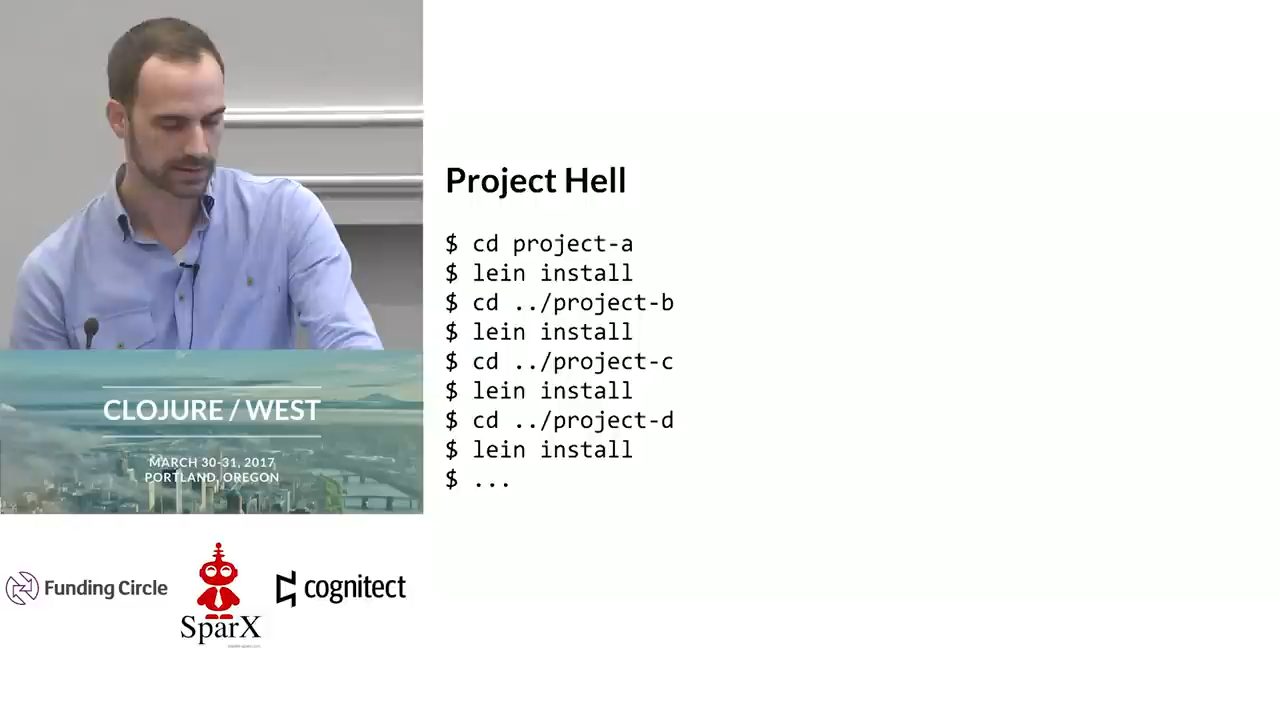 Project Hell
$ cd project-a
$ lein install
$ cd ../project-b
$ lein install
$ cd ../project-c
$ lein install
$ cd ../project-d
$ lein install
$ ...
CLOJURE / WEST
MARCH 30-31, 2017
PORTLAND, OREGON
Funding Circle
SparX
cognitect